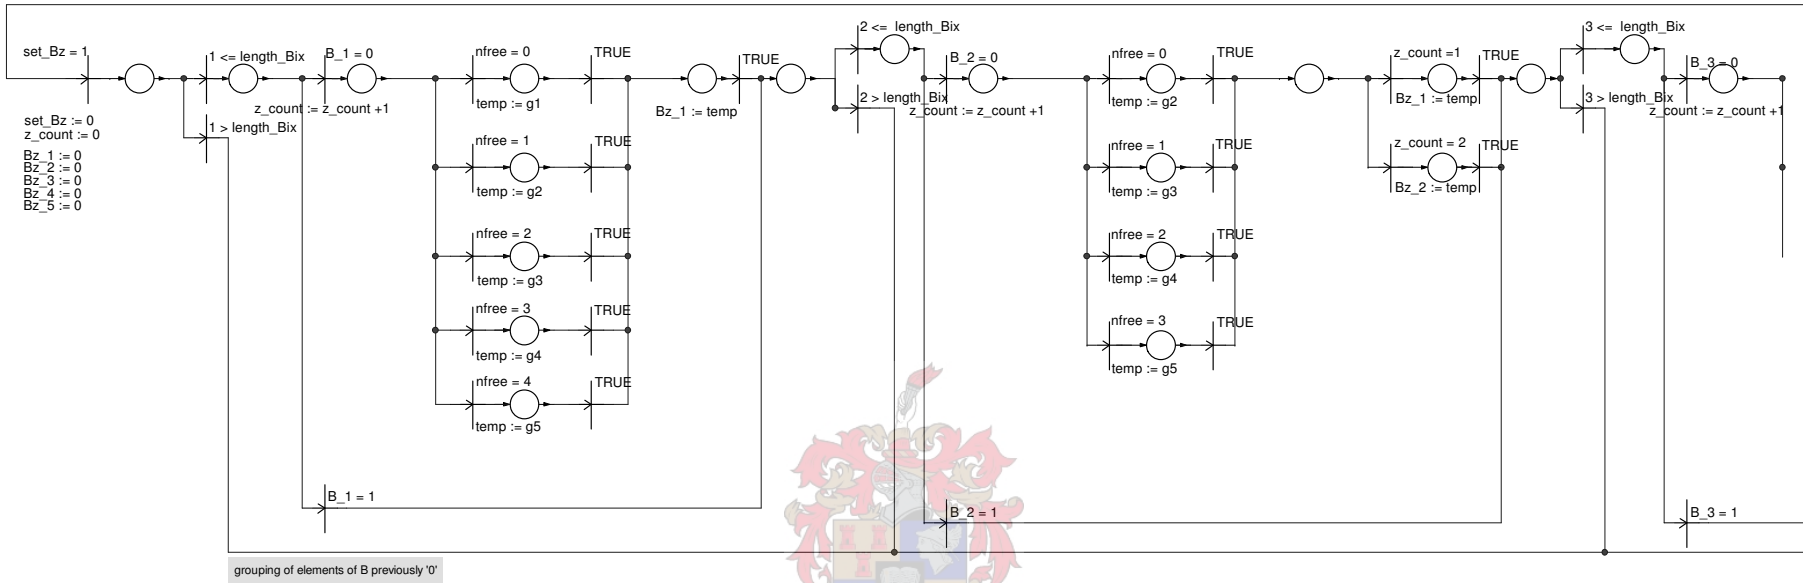 set_Bz = 1
set_Bz := 0
z_count := 0
Bz_1 := 0
Bz_2 := 0
Bz_3 := 0
Bz_4 := 0
Bz_5 := 0
1 <= length_Bix
1 > length_Bix
B_1 = 0
z_count := z_count +1
B_1 = 1
nfree = 0
TRUE
temp := g1
nfree = 1
TRUE
temp := g2
nfree = 2
TRUE
temp := g3
nfree = 3
TRUE
temp := g4
nfree = 4
TRUE
temp := g5
Bz_1 := temp
TRUE
2 <= length_Bix
2 > length_Bix
B_2 = 0
z_count := z_count +1
B_2 = 1
nfree = 0
TRUE
temp := g2
nfree = 1
TRUE
temp := g3
nfree = 2
TRUE
temp := g4
nfree = 3
TRUE
temp := g5
z_count =1
TRUE
Bz_1 := temp
z_count = 2
TRUE
Bz_2 := temp
3 <= length_Bix
3 > length_Bix
B_3 = 0
z_count := z_count +1
B_3 = 1
grouping of elements of B previously '0'